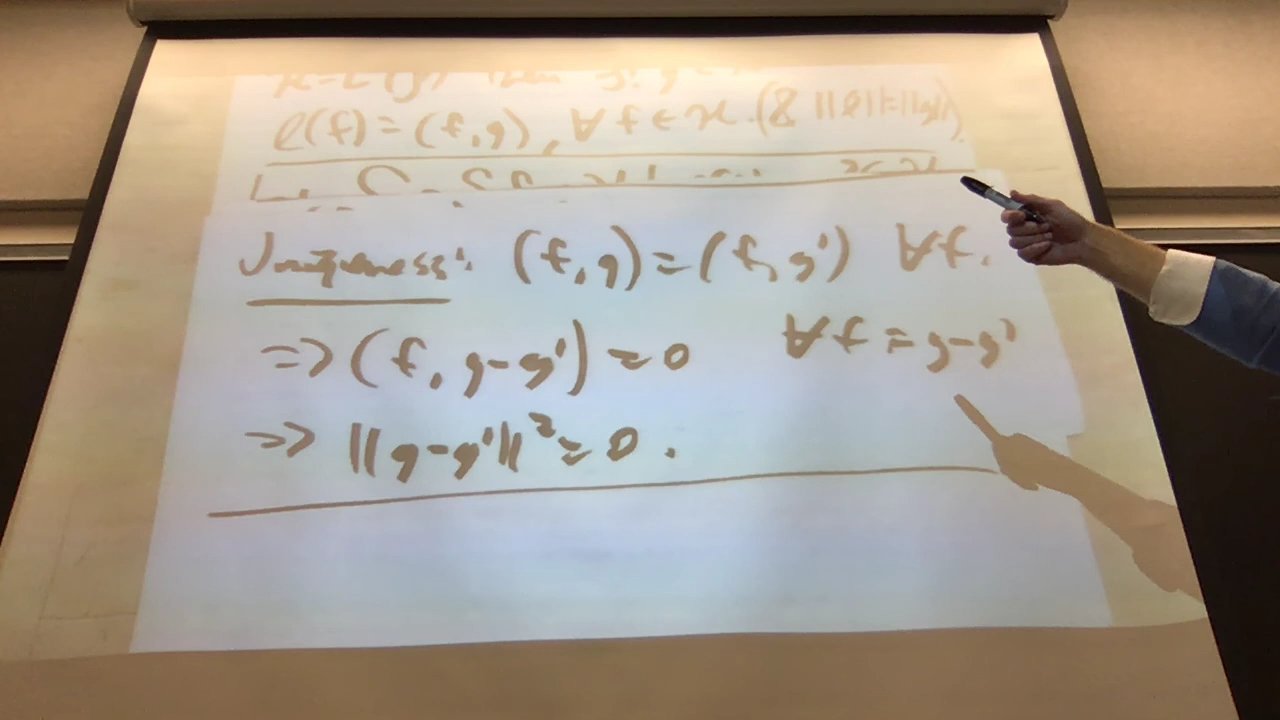 ℓ(f) = (f, g), ∀ f ∈ ℋ (& ||ℓ|| = ||g||)
Uniqueness: (f, g) = (f, g') ∀f.
=> (f, g-g') = 0 ∀f = g-g'
=> ||g-g'||² = 0.